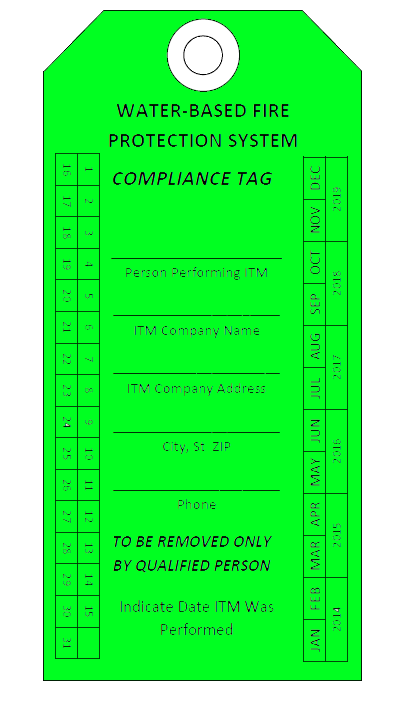 WATER-BASED FIRE
PROTECTION SYSTEM
COMPLIANCE TAG
Person Performing ITM
ITM Company Name
ITM Company Address
City, St. ZIP
Phone
TO BE REMOVED ONLY
BY QUALIFIED PERSON
Indicate Date ITM Was
Performed
16 1
17 2
18 3
19 4
20 5
21 6
22 7
23 8
24 9
25 10
26 11
27 12
28 13
29 14
30 15
31
JAN FEB MAR APR MAY JUN JUL AUG SEP OCT NOV DEC
2014 2015 2016 2017 2018 2019